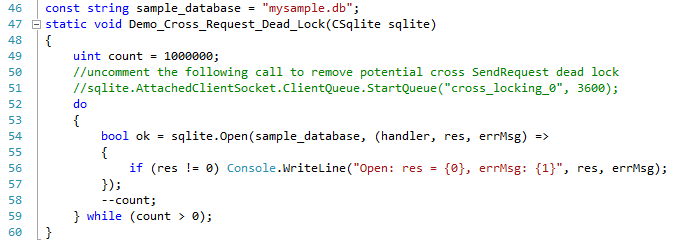 46 const string sample_database = "mysample.db";
47 static void Demo_Cross_Request_Dead_Lock(CSqlite sqlite)
48 {
49     uint count = 1000000;
50     //uncomment the following call to remove potential cross SendRequest dead lock
51     //sqlite.AttachedClientSocket.ClientQueue.StartQueue("cross_locking_0", 3600);
52     do
53     {
54         bool ok = sqlite.Open(sample_database, (handler, res, errMsg) =>
55         {
56             if (res != 0) Console.WriteLine("Open: res = {0}, errMsg: {1}", res, errMsg);
57         });
58         --count;
59     } while (count > 0);
60 }